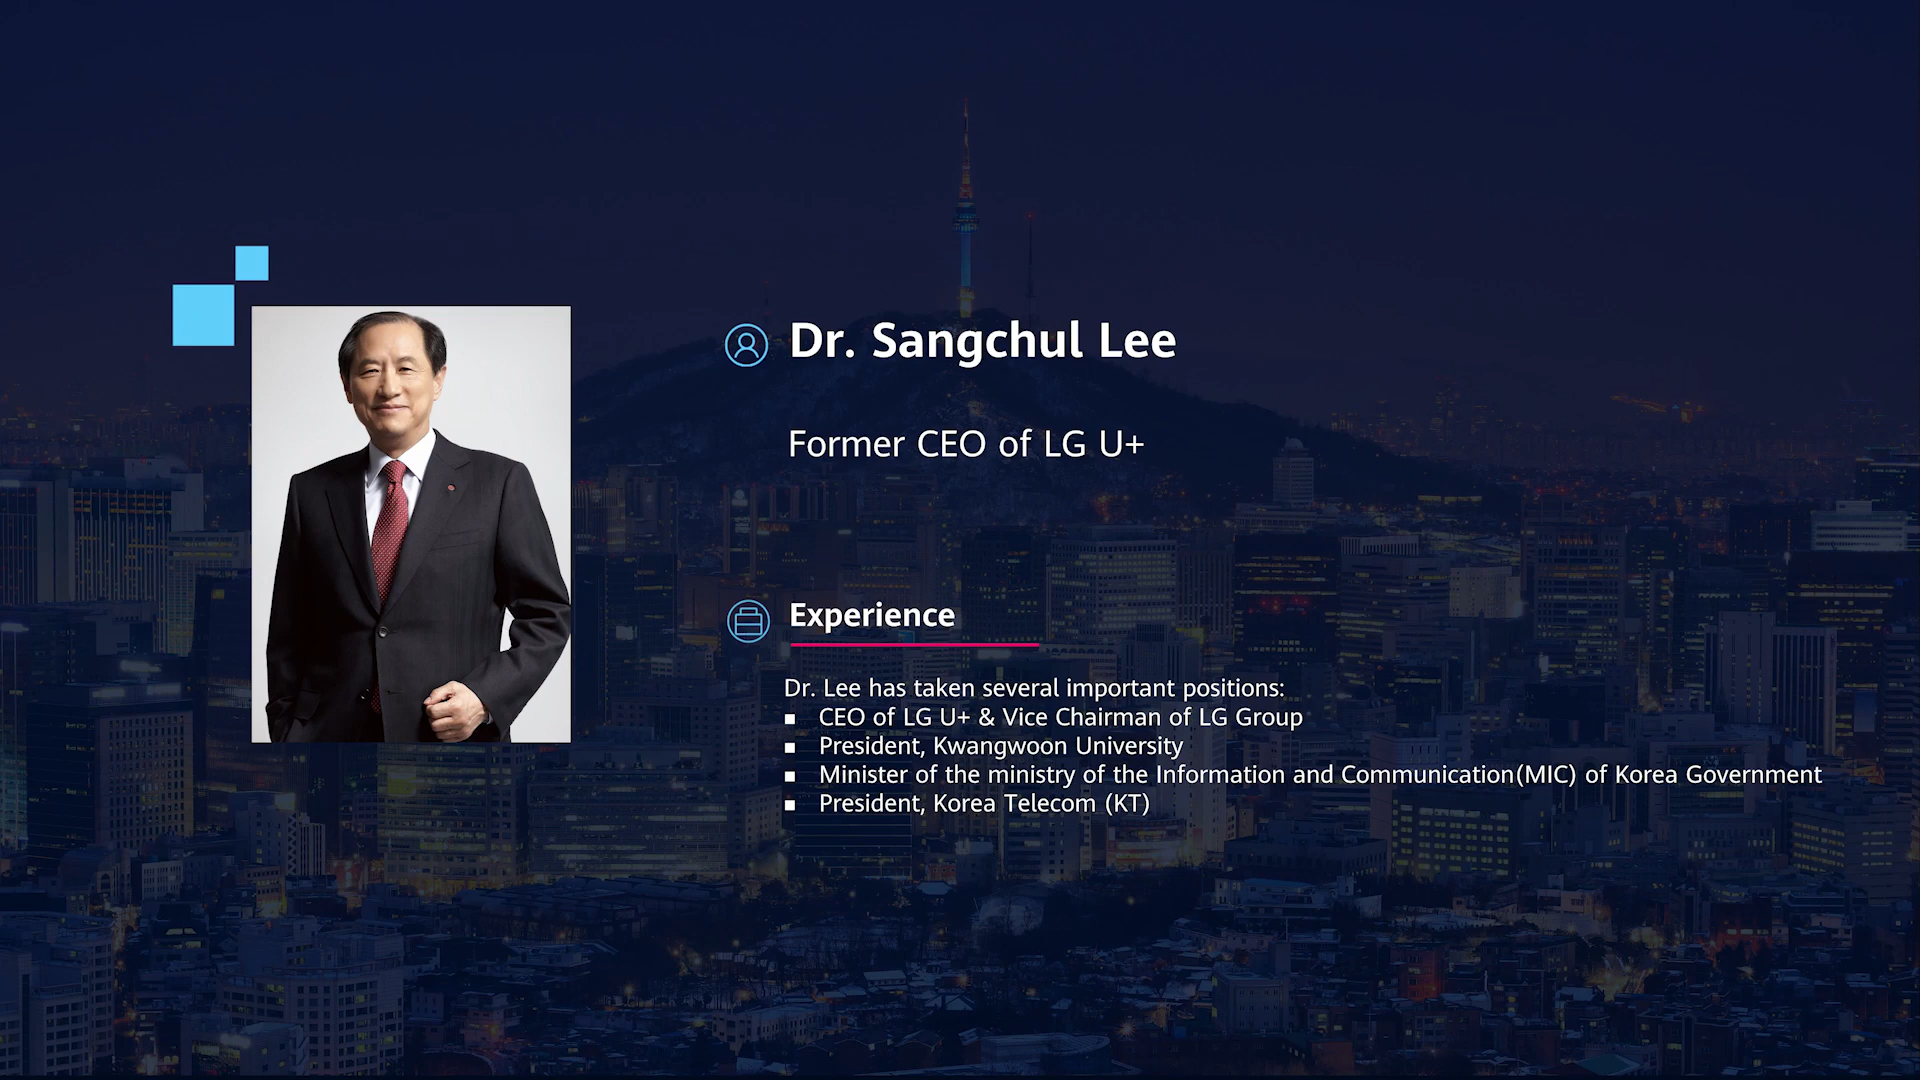 Dr. Sangchul Lee
Former CEO of LG U+
Experience
Dr. Lee has taken several important positions:
▪ CEO of LG U+ & Vice Chairman of LG Group
▪ President, Kwangwoon University
▪ Minister of the ministry of the Information and Communication(MIC) of Korea Government
▪ President, Korea Telecom (KT)